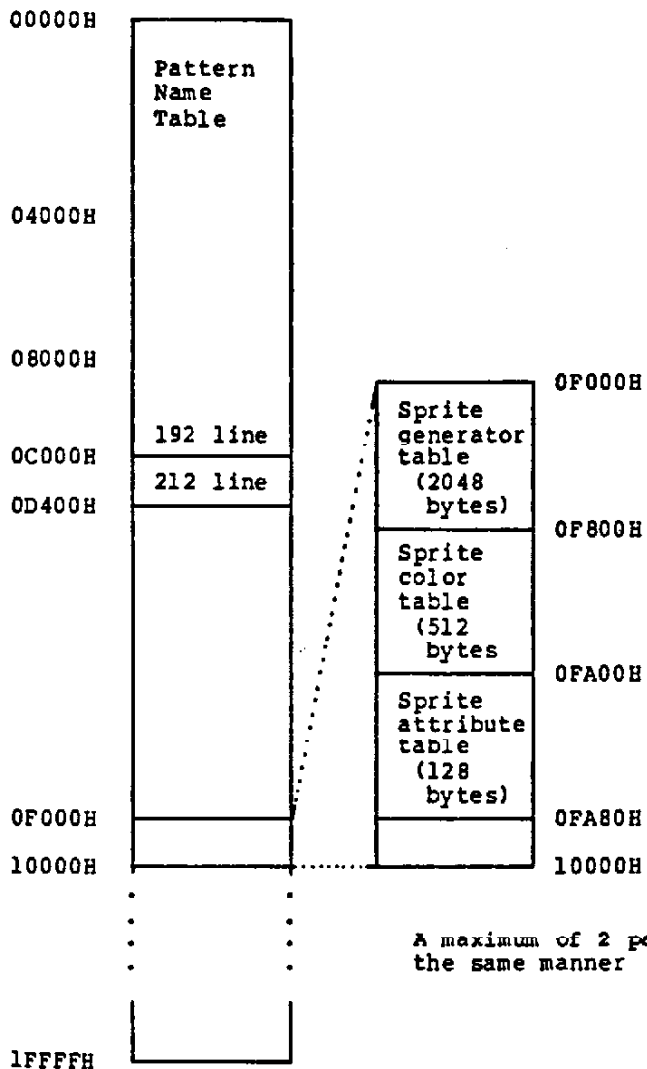 00000H
Pattern
Name
Table
04000H
08000H
192 line
0C000H
212 line
0D400H
0F000H
10000H
1FFFFH
0F000H
Sprite
generator
table
(2048
bytes)
0F800H
Sprite
color
table
(512
bytes
0FA00H
Sprite
attribute
table
(128
bytes)
0FA80H
10000H
A maximum of 2
the same manner